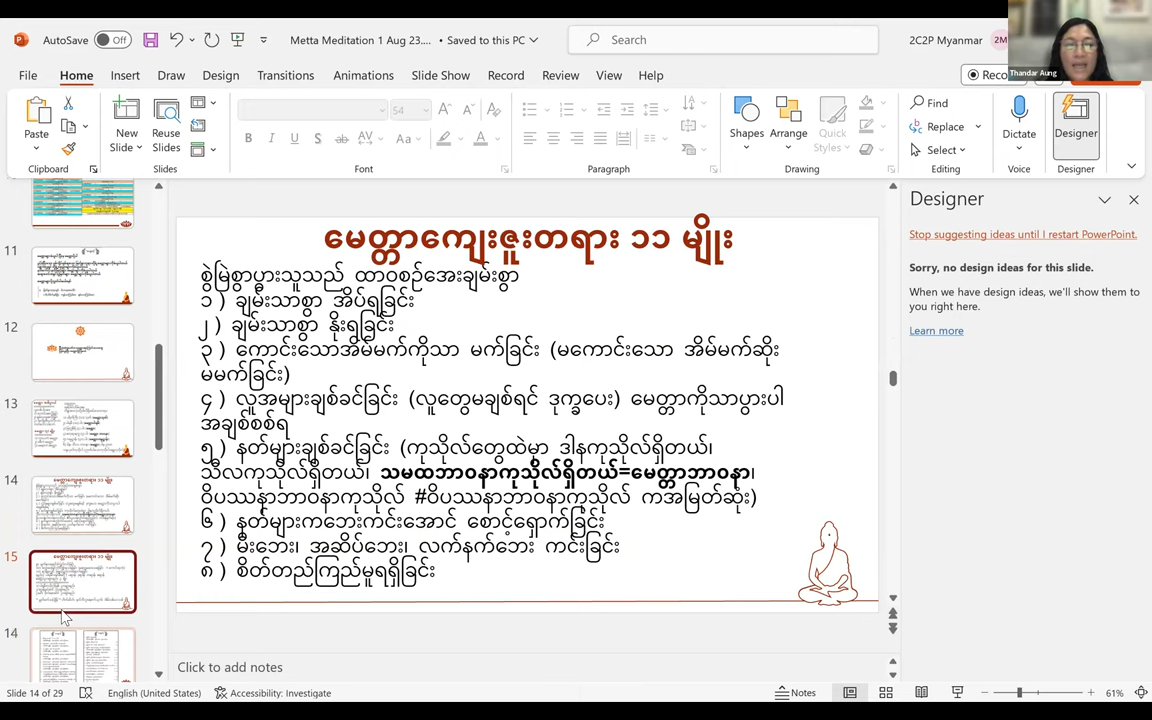 AutoSave
Off
Metta Meditation 1 Aug 23.... • Saved to this PC
Search
2C2P Myanmar
2M
Thandar Aung
File Home Insert Draw Design Transitions Animations Slide Show Record Review View Help
Paste
New Slide
Reuse Slides
54
B I U S ab AV Aa A
Shapes
Arrange
Quick Styles
Find
Replace
Select
Dictate
Designer
Clipboard Slides Font Paragraph Drawing Editing Voice Designer
11
12
13
14
15
14
မေတ္တာကျေးဇူးတရား ၁၁ မျိုး
စွဲမြဲစွာပွားသူသည် ထာဝစဉ်အေးချမ်းစွာ
၁ ) ချမ်းသာစွာ အိပ်ရခြင်း
၂ ) ချမ်းသာစွာ နိုးရခြင်း
၃ ) ကောင်းသောအိမ်မက်ကိုသာ မက်ခြင်း (မကောင်းသော အိမ်မက်ဆိုး
မမက်ခြင်း)
၄ ) လူအများချစ်ခင်ခြင်း (လူတွေမချစ်ရင် ဒုက္ခပေး) မေတ္တာကိုသာပွားပါ
အချစ်စစ်ရ
၅ ) နတ်များချစ်ခင်ခြင်း (ကုသိုလ်တွေထဲမှာ ဒါနကုသိုလ်ရှိတယ်၊
သီလကုသိုလ်ရှိတယ်၊ သမထဘာဝနာကုသိုလ်ရှိတယ်=မေတ္တာဘာဝနာ၊
ဝိပဿနာဘာဝနာကုသိုလ် #ဝိပဿနာဘာဝနာကုသိုလ် ကအမြတ်ဆုံး)
၆ ) နတ်များကဘေးကင်းအောင် စောင့်ရှောက်ခြင်း
၇ ) မီးဘေး၊ အဆိပ်ဘေး၊ လက်နက်ဘေး ကင်းခြင်း
၈ ) စိတ်တည်ကြည်မှုရရှိခြင်း
Designer
Stop suggesting ideas until I restart PowerPoint.
Sorry, no design ideas for this slide.
When we have design ideas, we'll show them to
you right here.
Learn more
Click to add notes
Slide 14 of 29
English (United States)
Accessibility: Investigate
Notes
61%